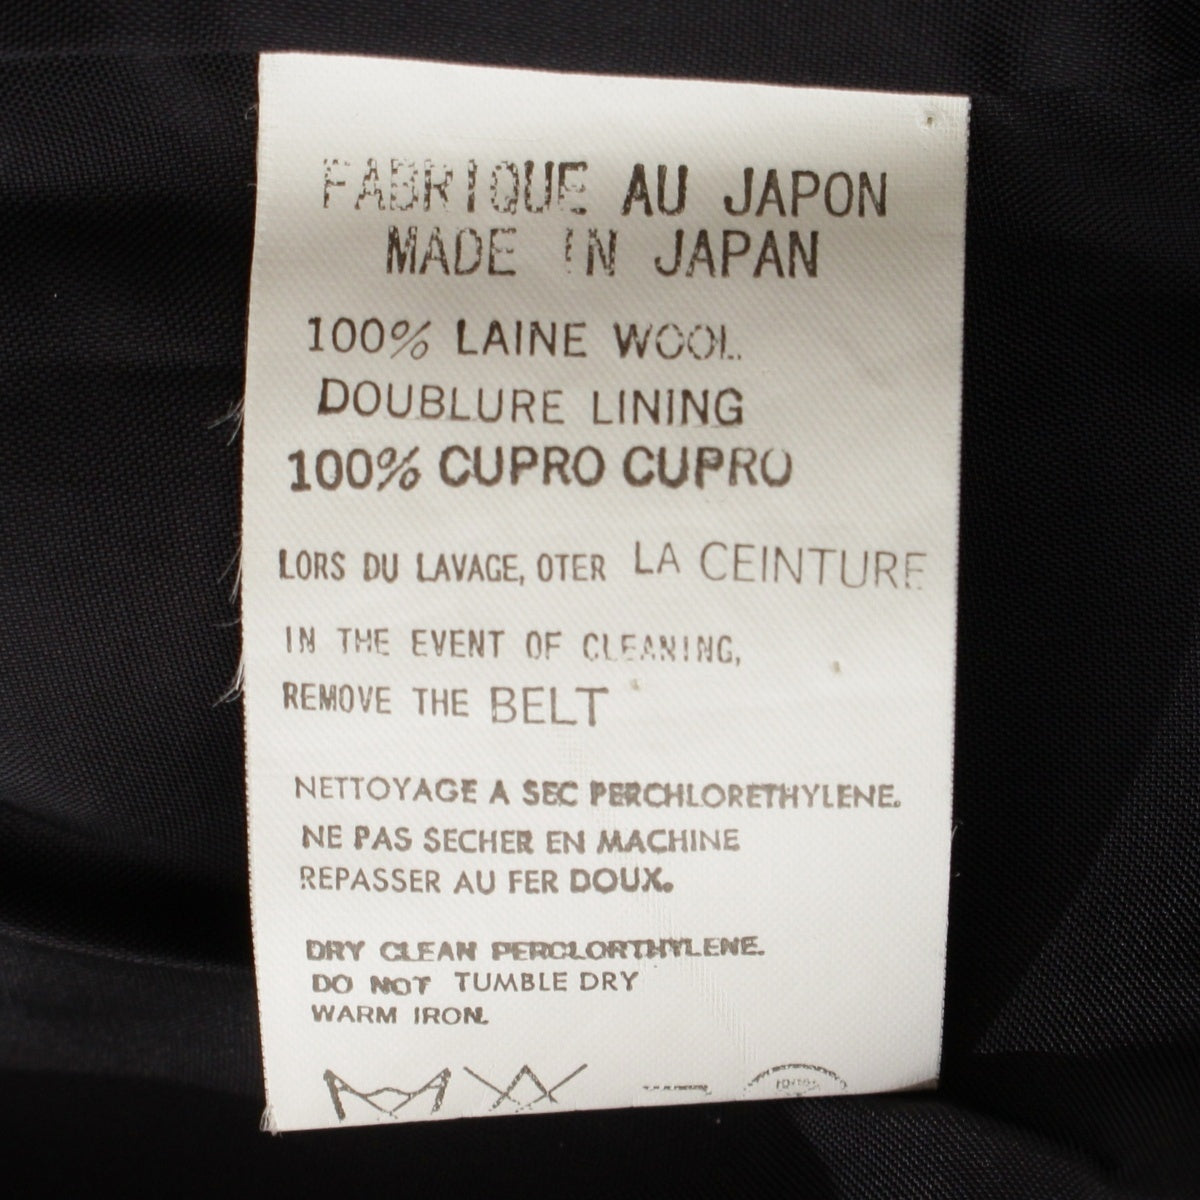 FABRIQUE AU JAPON
MADE IN JAPAN
100% LAINE WOOL
DOUBLURE LINING
100% CUPRO CUPRO
LORS DU LAVAGE, OTER LA CEINTURE
IN THE EVENT OF CLEANING,
REMOVE THE BELT
NETTOYAGE A SEC PERCHLORETHYLENE.
NE PAS SECHER EN MACHINE
REPASSER AU FER DOUX.
DRY CLEAN PERCLORTHYLENE.
DO NOT TUMBLE DRY
WARM IRON.